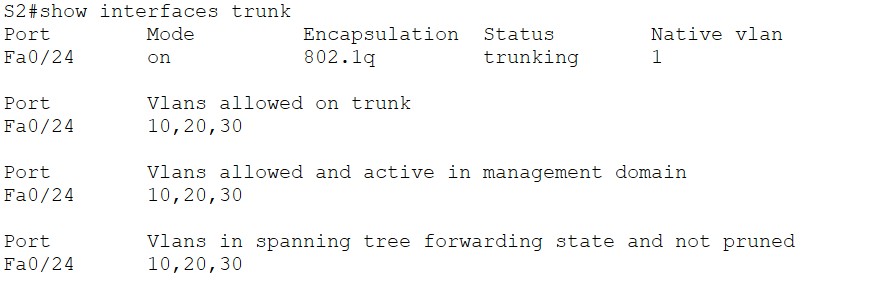 S2#show interfaces trunk
Port Mode Encapsulation Status Native vlan
Fa0/24 on 802.1q trunking 1
Port Vlans allowed on trunk
Fa0/24 10,20,30
Port Vlans allowed and active in management domain
Fa0/24 10,20,30
Port Vlans in spanning tree forwarding state and not pruned
Fa0/24 10,20,30